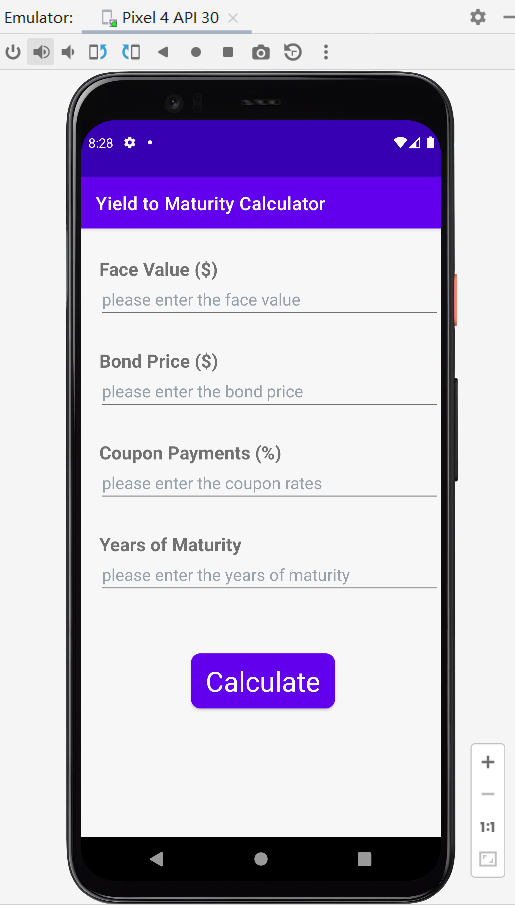 Emulator: Pixel 4 API 30
8:28
Yield to Maturity Calculator
Face Value ($)
please enter the face value
Bond Price ($)
please enter the bond price
Coupon Payments (%)
please enter the coupon rates
Years of Maturity
please enter the years of maturity
Calculate
1:1